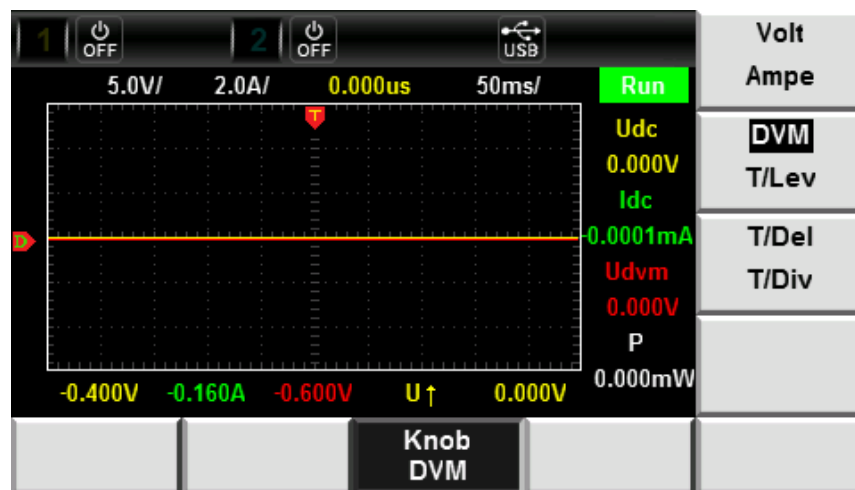 1 OFF 2 OFF USB
5.0V/ 2.0A/ 0.000us 50ms/ Run
T
Udc
0.000V
Idc
D
-0.0001mA
Udvm
0.000V
P
0.000mW
-0.400V -0.160A -0.600V U↑ 0.000V
Volt
Ampe
DVM
T/Lev
T/Del
T/Div
Knob
DVM